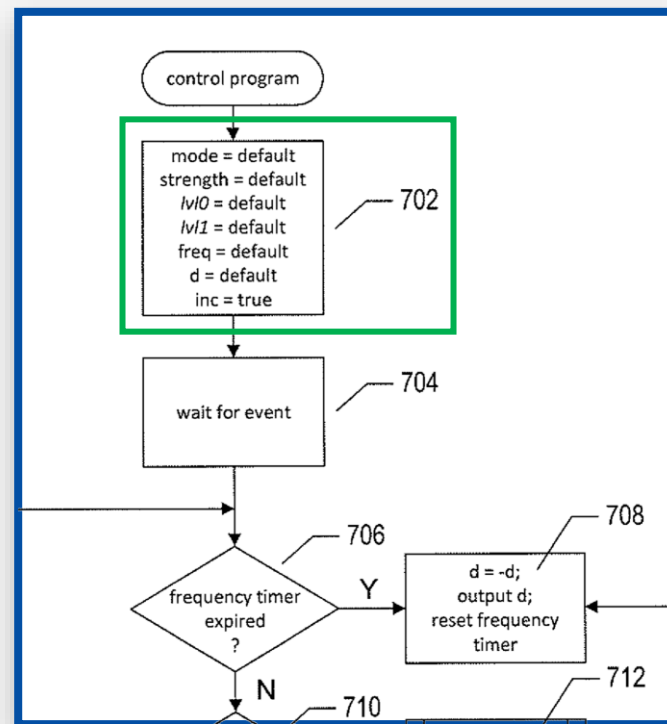 control program
mode = default
strength = default
lvl0 = default
lvl1 = default
freq = default
d = default
inc = true
702
wait for event
704
frequency timer
expired
?
706
Y
N
d = -d;
output d;
reset frequency
timer
708
710
712